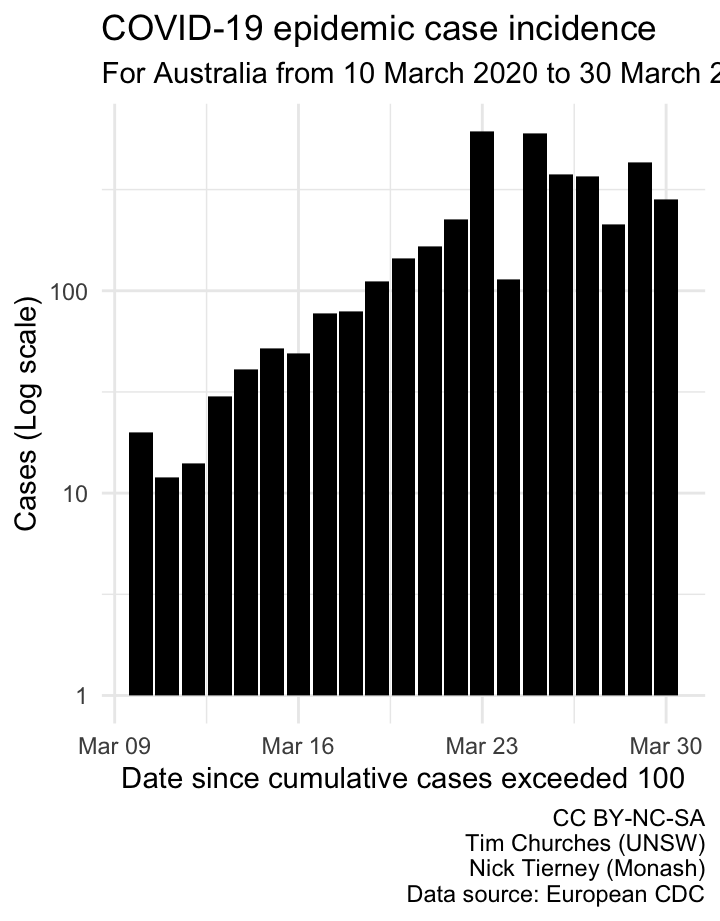 COVID-19 epidemic case incidence
For Australia from 10 March 2020 to 30 March 2
Cases (Log scale)
100
10
1
Mar 09 Mar 16 Mar 23 Mar 30
Date since cumulative cases exceeded 100
CC BY-NC-SA
Tim Churches (UNSW)
Nick Tierney (Monash)
Data source: European CDC